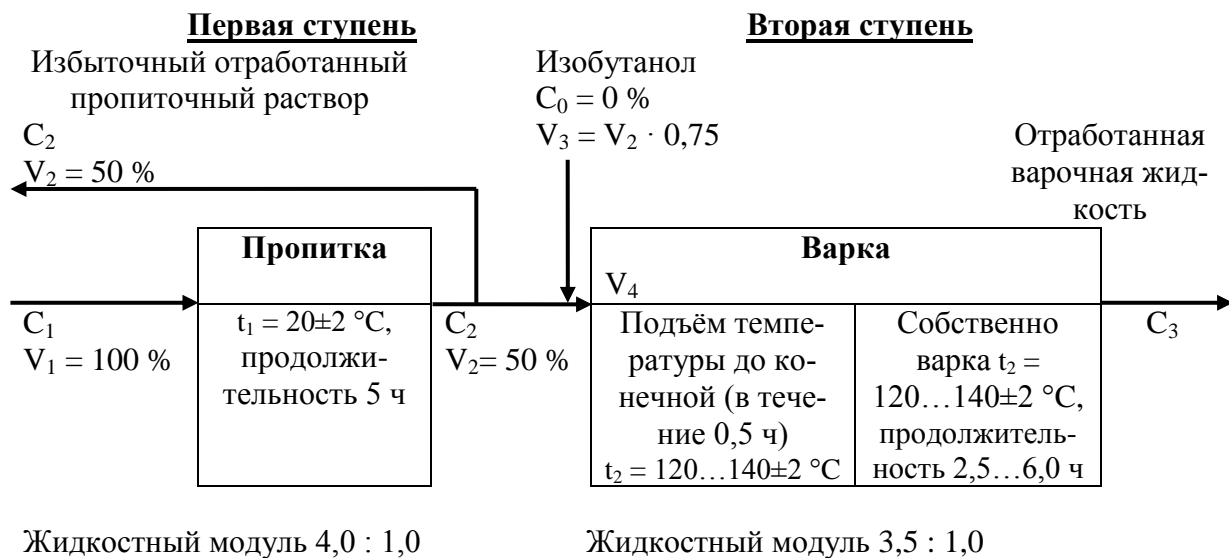 Первая ступень
Избыточный отработанный
пропиточный раствор
C₂
V₂ = 50 %
Вторая ступень
Изобутанол
C₀ = 0 %
V₃ = V₂ · 0,75
Отработанная
варочная жид-
кость
Пропитка
t₁ = 20±2 °C,
продолжи-
тельность 5 ч
C₁
V₁ = 100 %
C₂
V₂= 50 %
Варка
V₄
Подъём темпе-
ратуры до ко-
нечной (в тече-
ние 0,5 ч)
t₂ = 120…140±2 °C
Собственно
варка t₂ =
120…140±2 °C,
продолжитель-
ность 2,5…6,0 ч
C₃
Жидкостный модуль 4,0 : 1,0
Жидкостный модуль 3,5 : 1,0